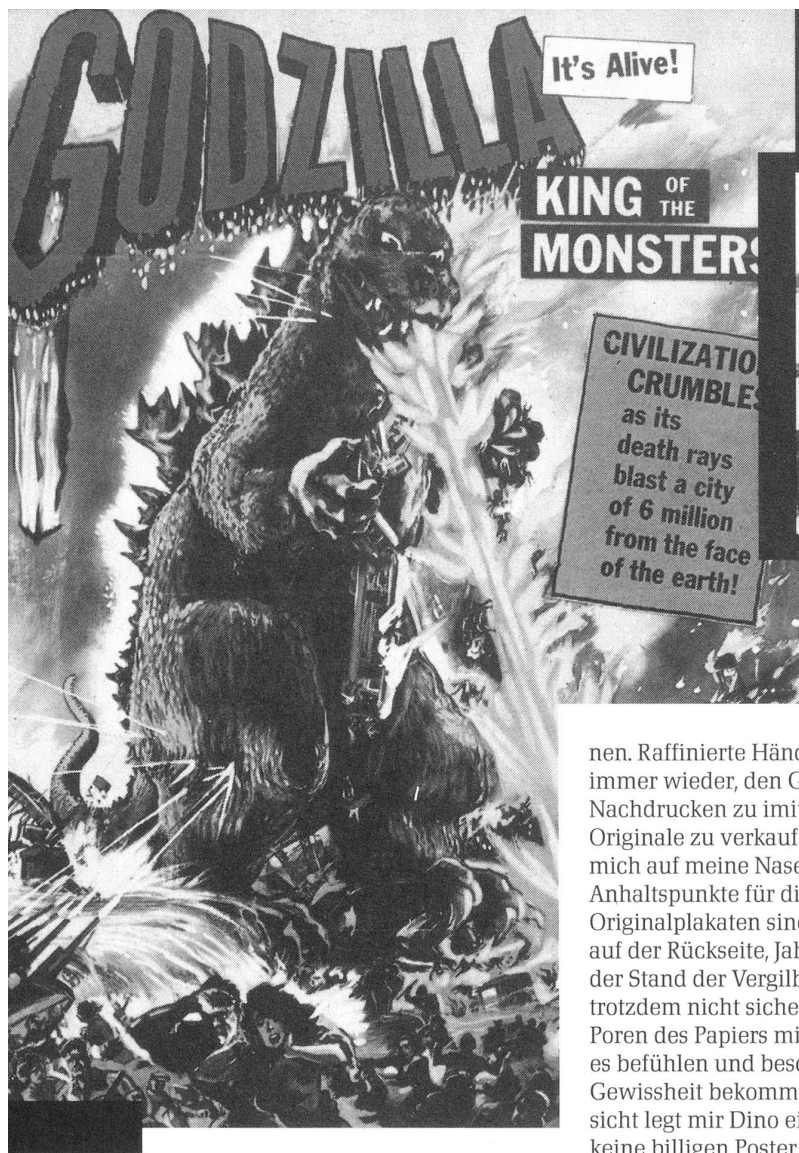 GODZILLA
It's Alive!
KING OF THE
MONSTERS
CIVILIZATIO
CRUMBLES
as its
death rays
blast a city
of 6 million
from the face
of the earth!
nen. Raffinierte Händ
immer wieder, den G
Nachdrucken zu imi
Originale zu verkauf
mich auf meine Nase
Anhaltspunkte für di
Originalplakaten sind
auf der Rückseite, Jah
der Stand der Vergilb
trotzdem nicht siche
Poren des Papiers mi
es befühlen und besc
Gewissheit bekomm
sicht legt mir Dino ei
keine billigen Poster